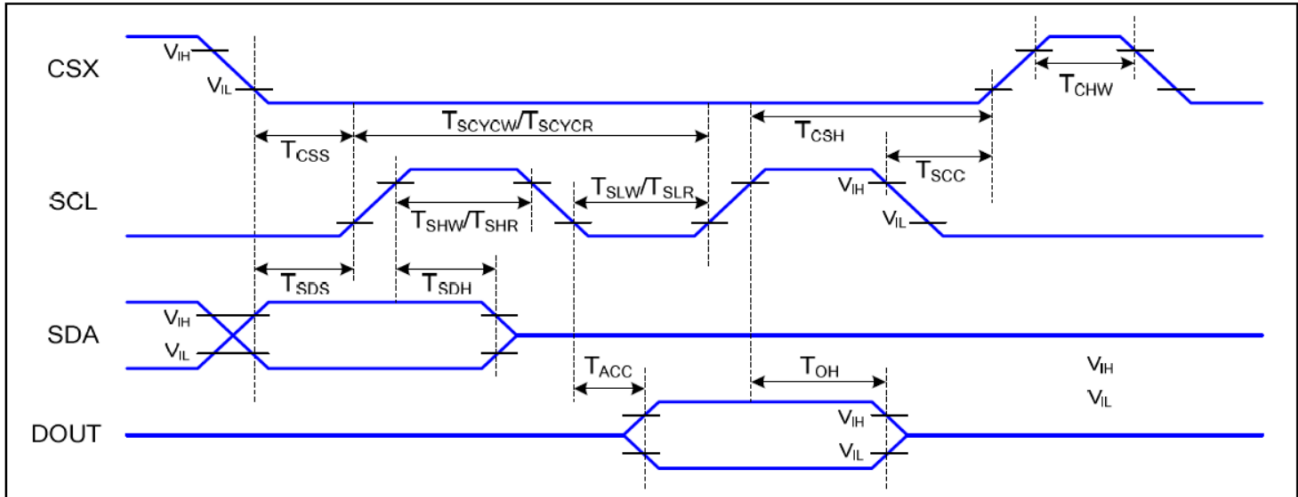 CSX
VIH
VIL
TCHW
TCSS
TSCYCW/TSCYCR
TCSH
TSCC
SCL
TSHW/TSHR
TSLW/TSLR
VIH
VIL
TSDS
TSDH
SDA
VIH
VIL
TACC
TOH
VIH
VIL
DOUT
VIH
VIL